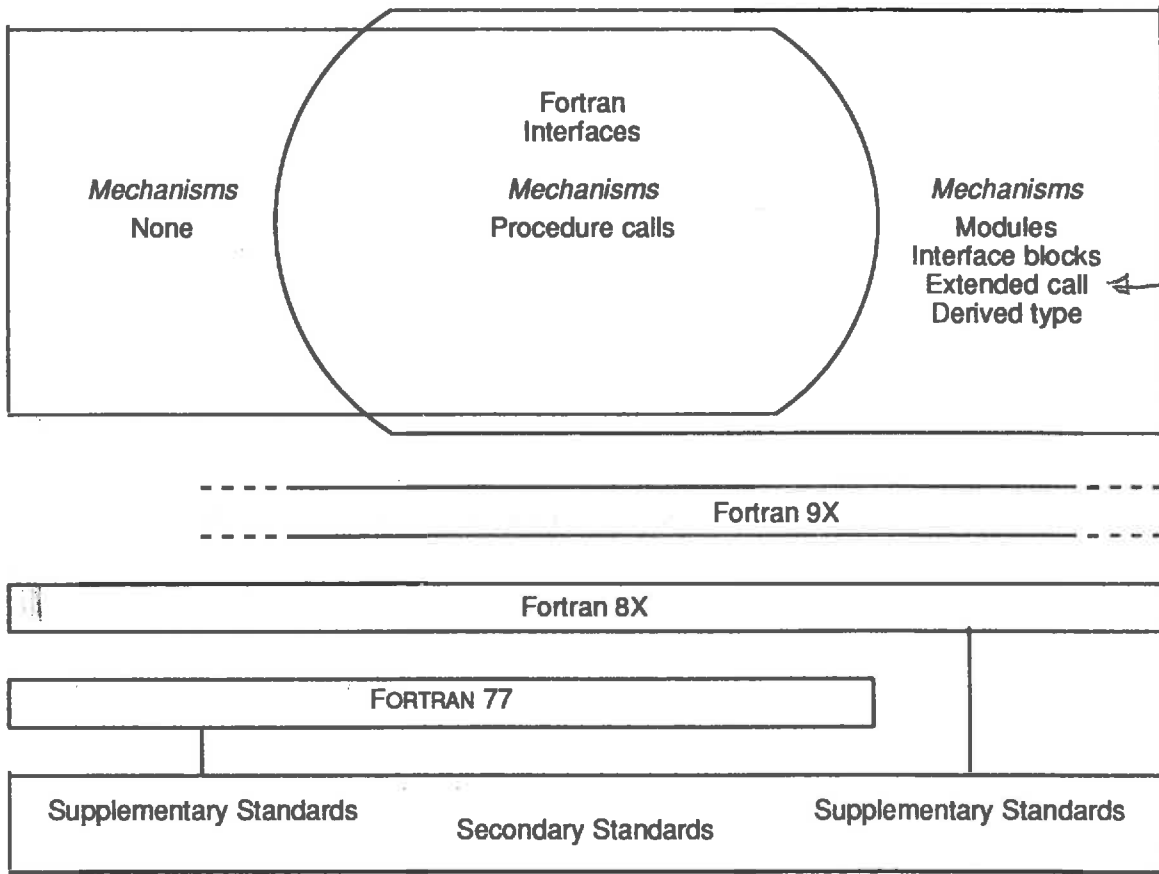 Fortran
Interfaces
Mechanisms
None
Mechanisms
Procedure calls
Mechanisms
Modules
Interface blocks
Extended call
Derived type
Fortran 9X
Fortran 8X
FORTRAN 77
Supplementary Standards
Secondary Standards
Supplementary Standards